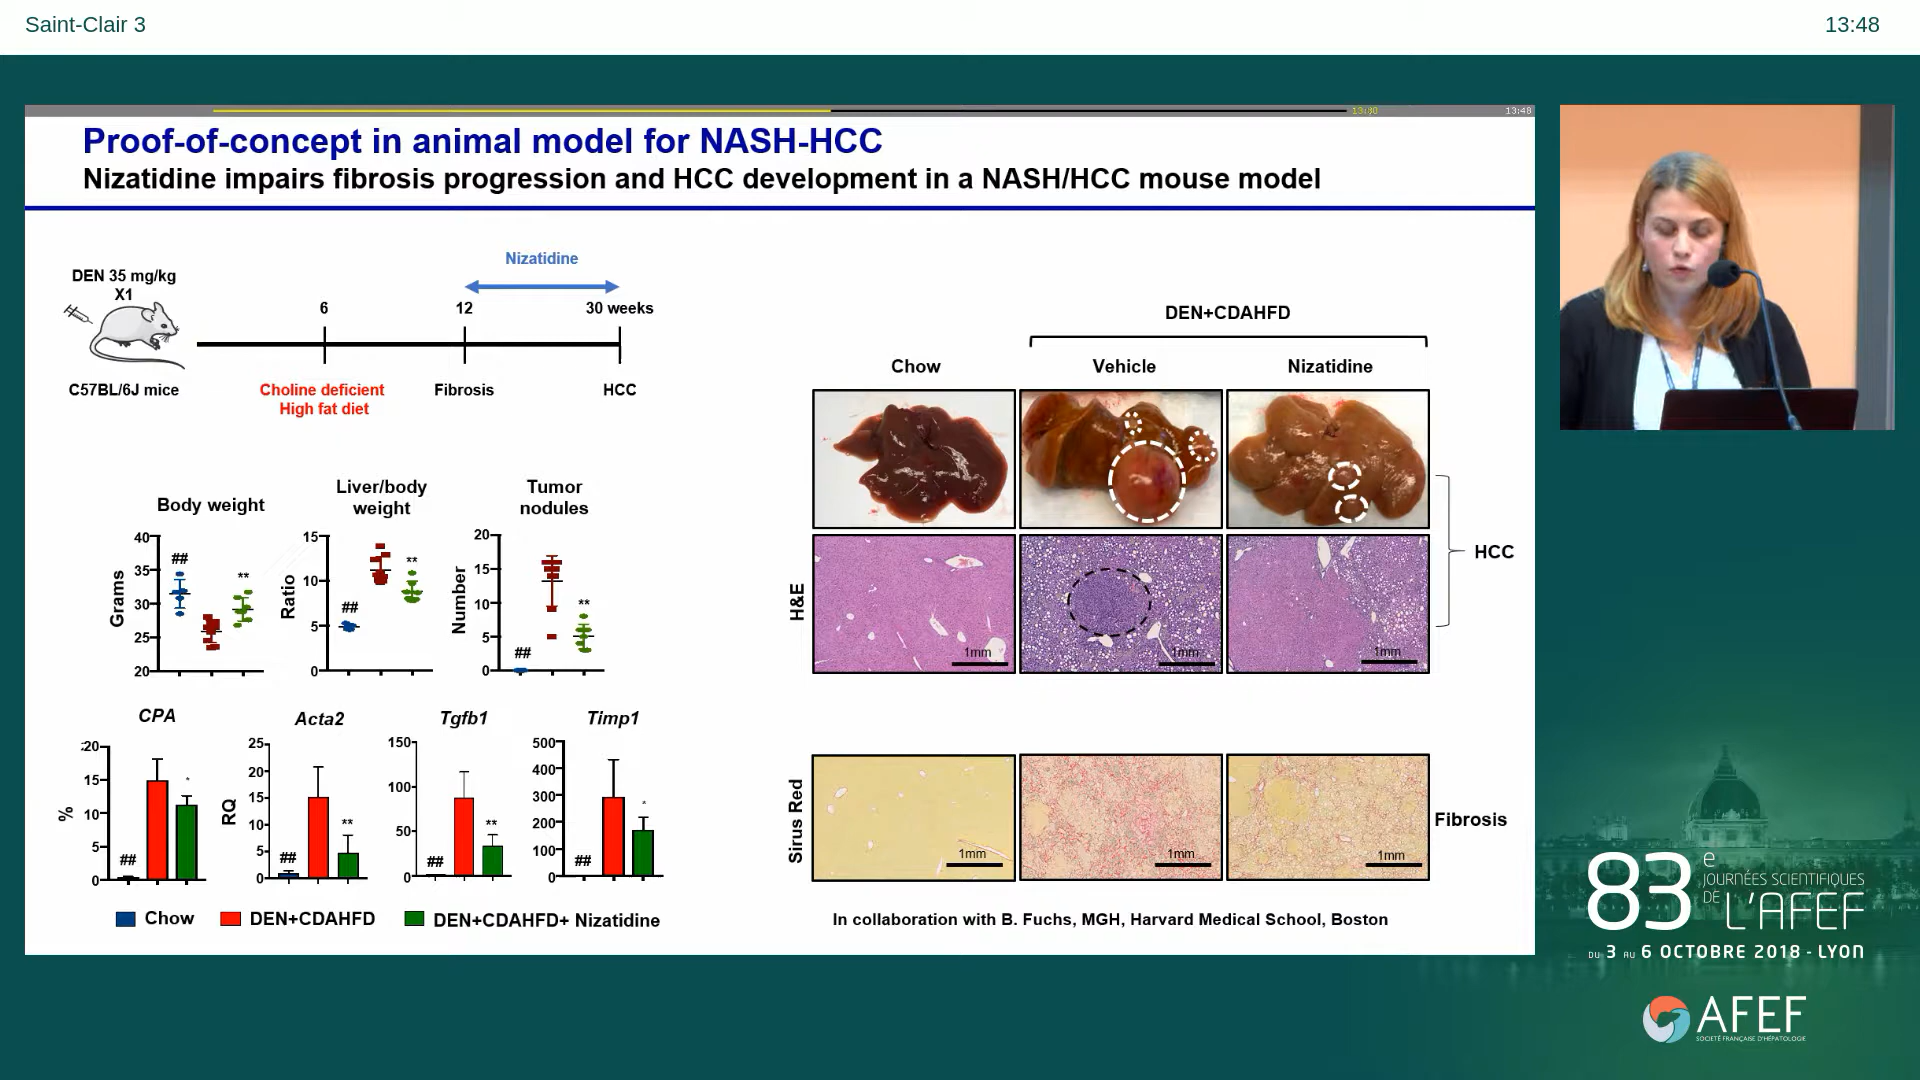 Saint-Clair 3
13:48
13:48
Proof-of-concept in animal model for NASH-HCC
Nizatidine impairs fibrosis progression and HCC development in a NASH/HCC mouse model
Nizatidine
DEN 35 mg/kg
X1
6
12
30 weeks
C57BL/6J mice
Choline deficient
High fat diet
Fibrosis
HCC
Body weight
Grams
40
35
30
25
20
##
**
Liver/body
weight
Ratio
15
10
5
0
##
**
Tumor
nodules
Number
20
15
10
5
0
##
**
CPA
%
20
15
10
5
0
##
*
Acta2
RQ
25
20
15
10
5
0
##
**
Tgfb1
150
100
50
0
##
**
Timp1
500
400
300
200
100
0
##
*
Chow
DEN+CDAHFD
DEN+CDAHFD+ Nizatidine
DEN+CDAHFD
Chow
Vehicle
Nizatidine
H&E
1mm
1mm
1mm
HCC
Sirus Red
1mm
1mm
1mm
Fibrosis
In collaboration with B. Fuchs, MGH, Harvard Medical School, Boston
83e
JOURNÉES SCIENTIFIQUES
DE L'AFEF
DU 3 AU 6 OCTOBRE 2018 - LYON
AFEF
SOCIÉTÉ FRANÇAISE D'HÉPATOLOGIE